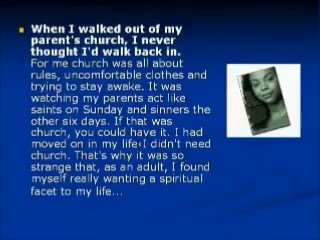 When I walked out of my
parent's church, I never
thought I'd walk back in.
For me church was all about
rules, uncomfortable clothes and
trying to stay awake. It was
watching my parents act like
saints on Sunday and sinners the
other six days. If that was
church, you could have it. I had
moved on in my life‹I didn't need
church. That's why it was so
strange that, as an adult, I found
myself really wanting a spiritual
facet to my life...